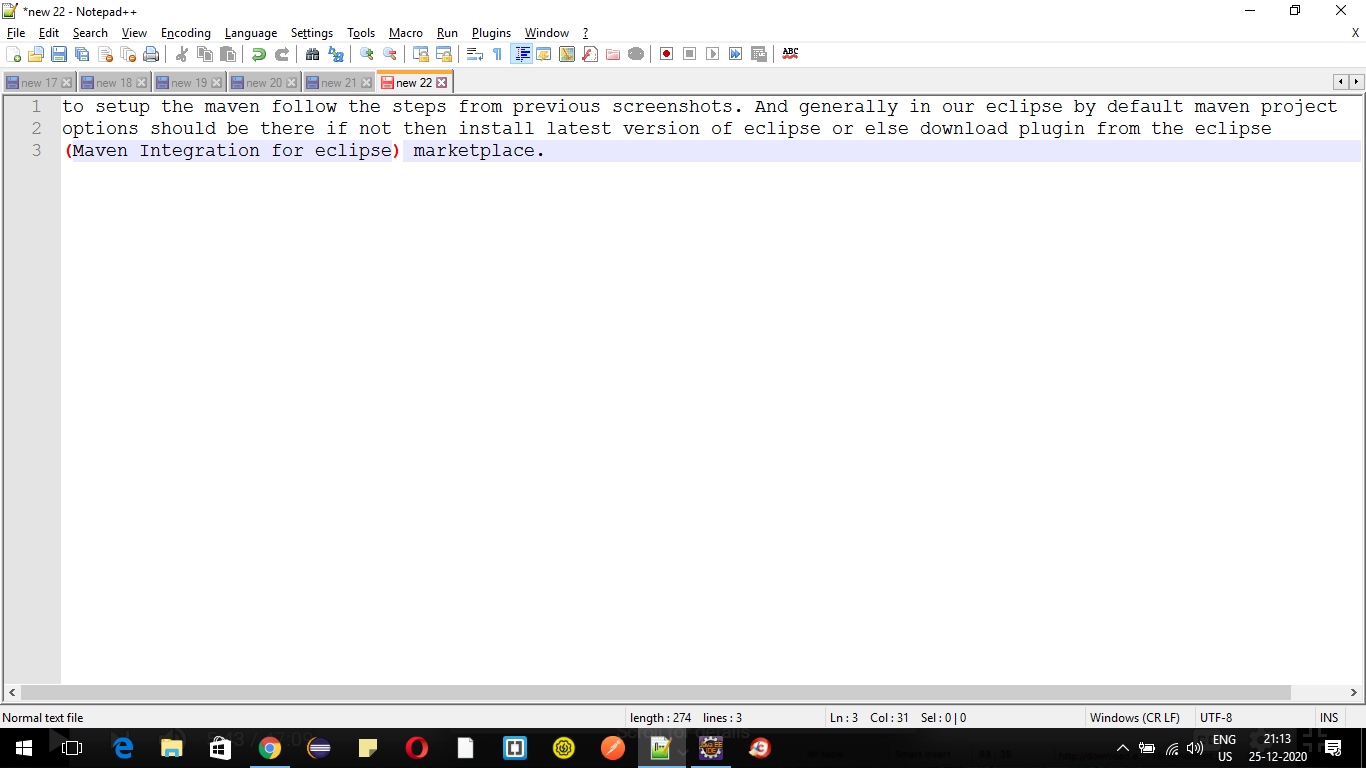 *new 22 - Notepad++
File Edit Search View Encoding Language Settings Tools Macro Run Plugins Window ? X
ABC
new 17 new 18 new 19 new 20 new 21 new 22
1 to setup the maven follow the steps from previous screenshots. And generally in our eclipse by default maven project
2 options should be there if not then install latest version of eclipse or else download plugin from the eclipse
3 (Maven Integration for eclipse) marketplace.
Normal text file length : 274 lines : 3 Ln : 3 Col : 31 Sel : 0 | 0 Windows (CR LF) UTF-8 INS
ENG 21:13
US 25-12-2020